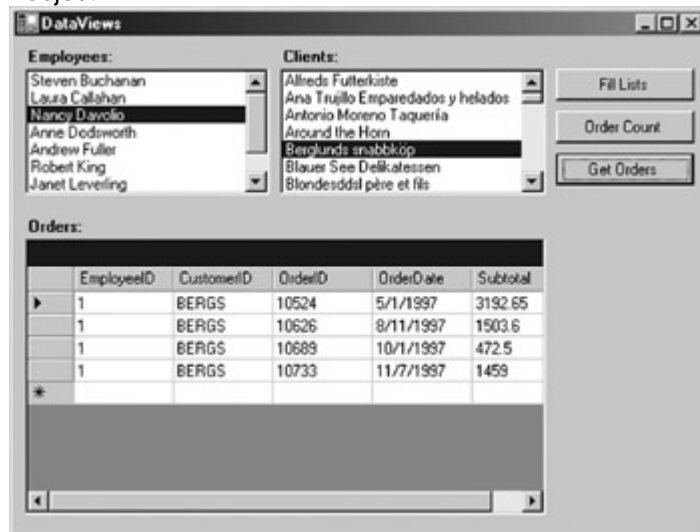 DataViews
Employees:
Steven Buchanan
Laura Callahan
Nancy Davolio
Anne Dodsworth
Andrew Fuller
Robert King
Janet Leverling
Clients:
Alfreds Futterkiste
Ana Trujillo Emparedados y helados
Antonio Moreno Taquería
Around the Horn
Berglunds snabbköp
Blauer See Delikatessen
Blondesddsl père et fils
Fill Lists
Order Count
Get Orders
Orders:
EmployeeID CustomerID OrderID OrderDate Subtotal
1 BERGS 10524 5/1/1997 3192.65
1 BERGS 10626 8/11/1997 1503.6
1 BERGS 10689 10/1/1997 472.5
1 BERGS 10733 11/7/1997 1459